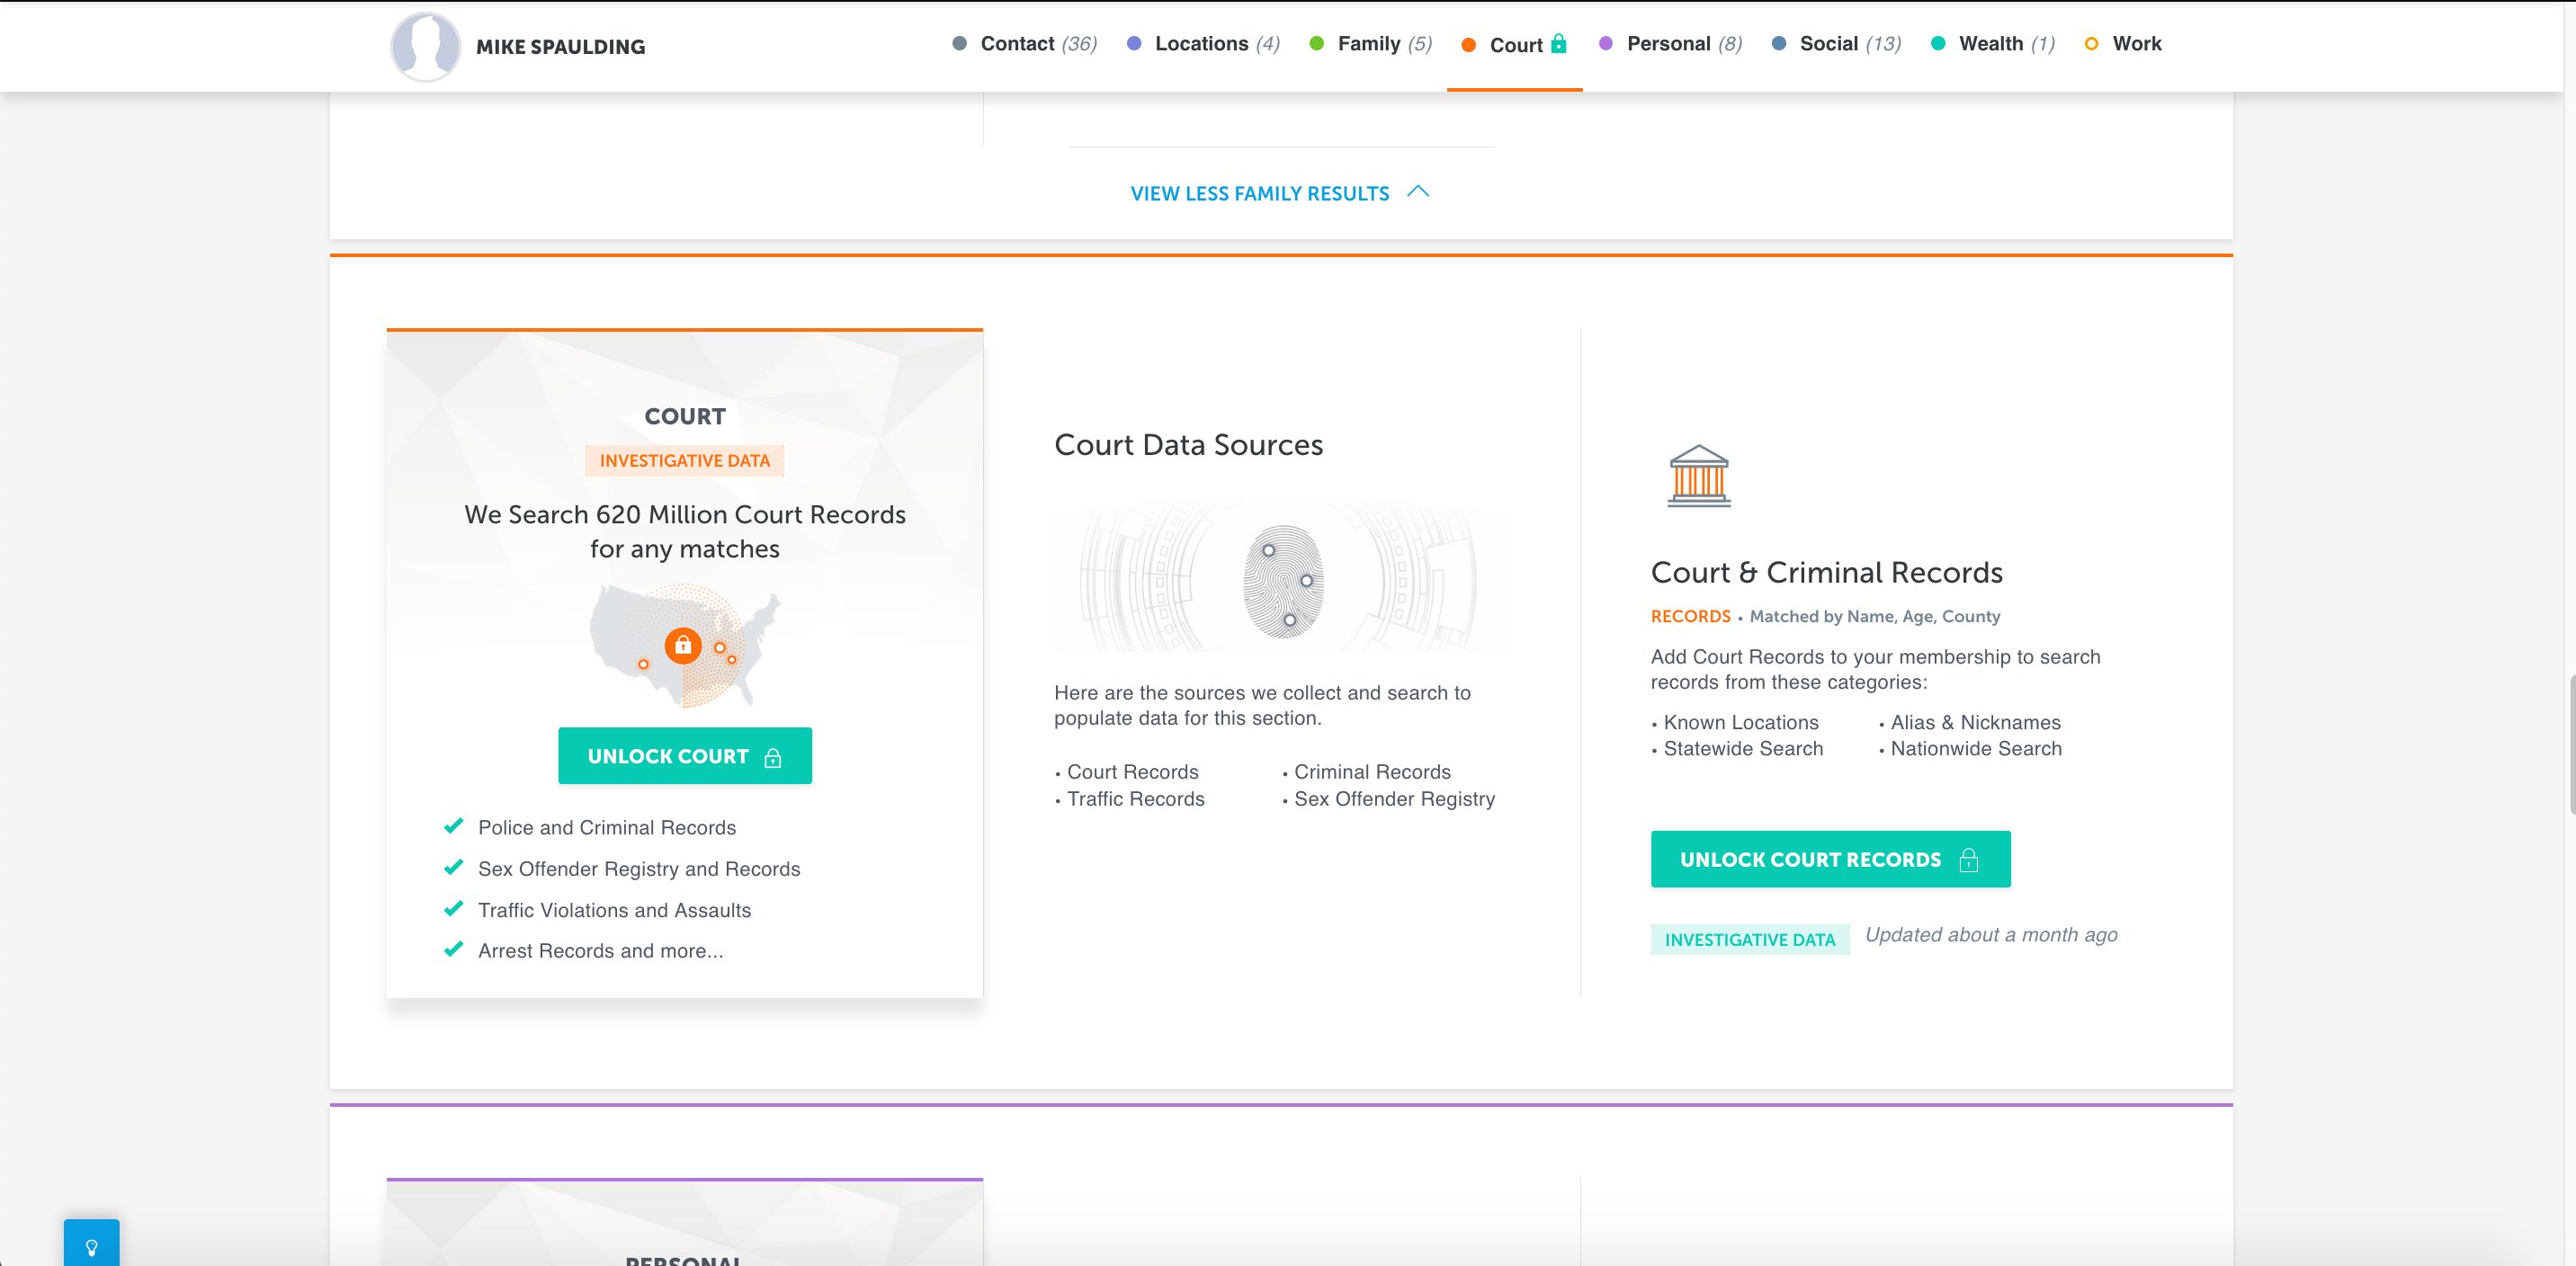 MIKE SPAULDING
Contact (36)
Locations (4)
Family (5)
Court
Personal (8)
Social (13)
Wealth (1)
Work
VIEW LESS FAMILY RESULTS
COURT
INVESTIGATIVE DATA
We Search 620 Million Court Records
for any matches
UNLOCK COURT
Police and Criminal Records
Sex Offender Registry and Records
Traffic Violations and Assaults
Arrest Records and more...
Court Data Sources
Here are the sources we collect and search to
populate data for this section.
• Court Records
• Traffic Records
• Criminal Records
• Sex Offender Registry
Court & Criminal Records
RECORDS • Matched by Name, Age, County
Add Court Records to your membership to search
records from these categories:
• Known Locations
• Statewide Search
• Alias & Nicknames
• Nationwide Search
UNLOCK COURT RECORDS
INVESTIGATIVE DATA Updated about a month ago
PERSONAL